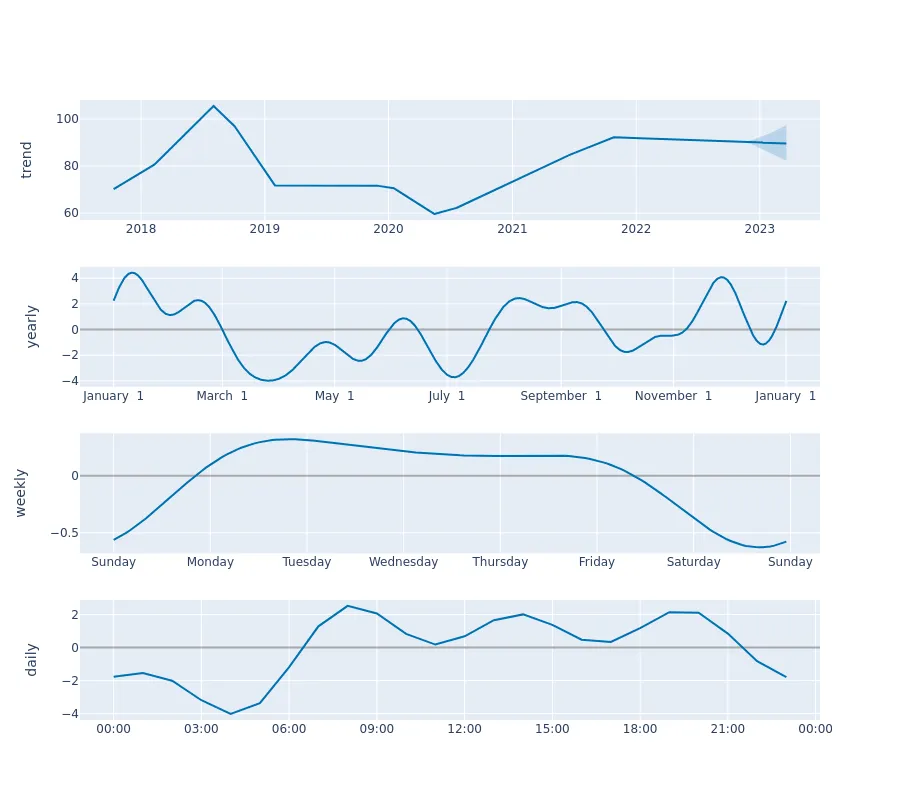 trend
100
80
60
2018 2019 2020 2021 2022 2023
yearly
4
2
0
−2
−4
January 1 March 1 May 1 July 1 September 1 November 1 January 1
weekly
0
−0.5
Sunday Monday Tuesday Wednesday Thursday Friday Saturday Sunday
daily
2
0
−2
−4
00:00 03:00 06:00 09:00 12:00 15:00 18:00 21:00 00:00